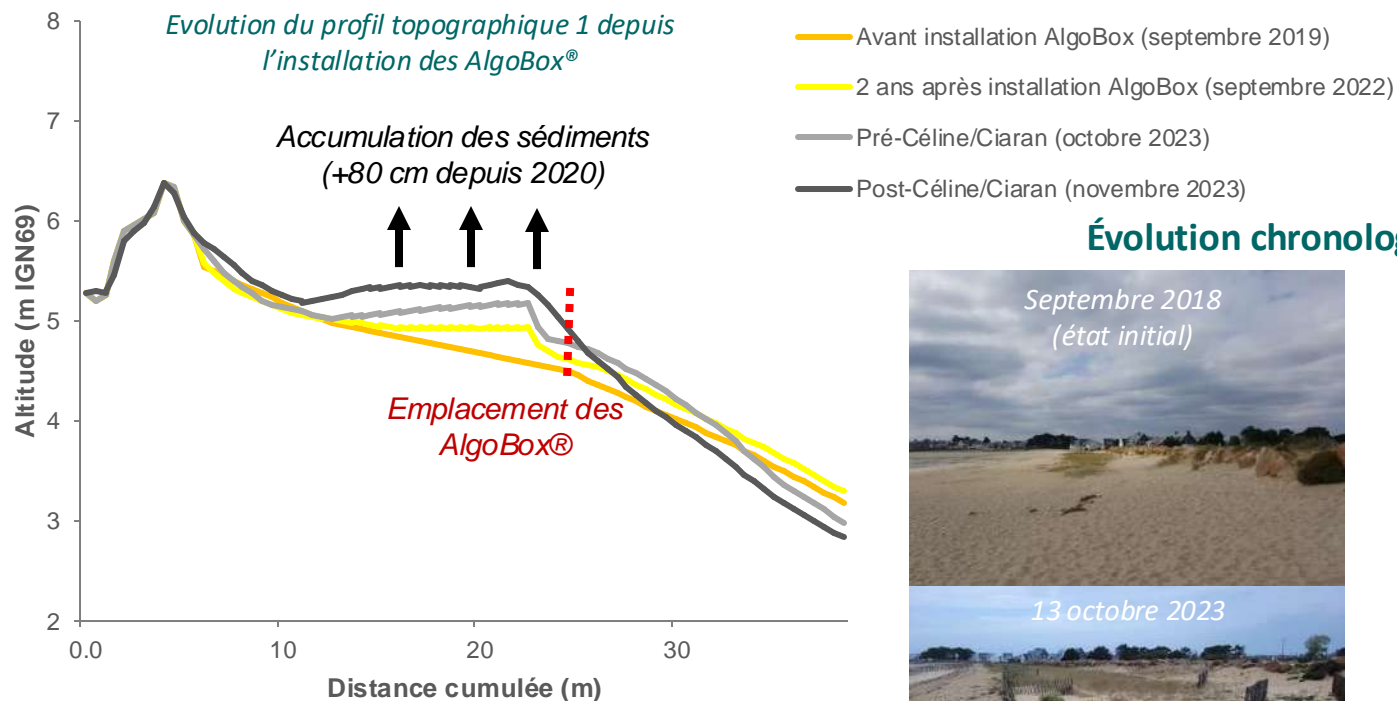 Evolution du profil topographique 1 depuis
l'installation des AlgoBox®
Avant installation AlgoBox (septembre 2019)
2 ans après installation AlgoBox (septembre 2022)
Pré-Céline/Ciaran (octobre 2023)
Post-Céline/Ciaran (novembre 2023)
Accumulation des sédiments
(+80 cm depuis 2020)
Emplacement des
AlgoBox®
Altitude (m IGN69)
8
7
6
5
4
3
2
0.0
10
20
30
Distance cumulée (m)
Évolution chronolog
Septembre 2018
(état initial)
13 octobre 2023